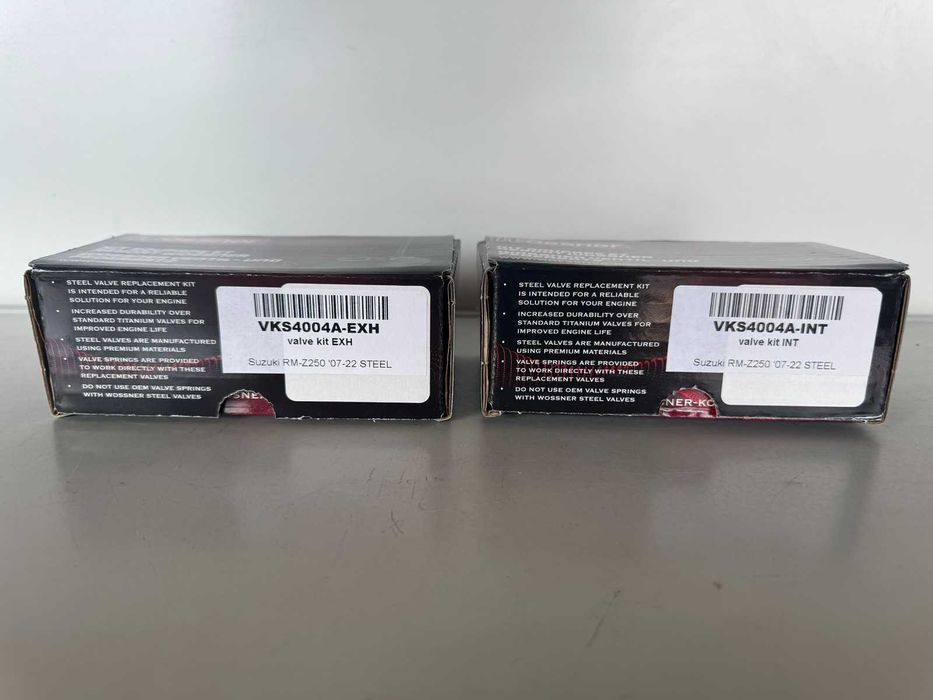 STEEL VALVE REPLACEMENT KIT
IS INTENDED FOR A RELIABLE
SOLUTION FOR YOUR ENGINE
INCREASED DURABILITY OVER
STANDARD TITANIUM VALVES FOR
IMPROVED ENGINE LIFE
STEEL VALVES ARE MANUFACTURED
USING PREMIUM MATERIALS
VALVE SPRINGS ARE PROVIDED
TO WORK DIRECTLY WITH THESE
REPLACEMENT VALVES
DO NOT USE OEM VALVE SPRINGS
WITH WOSSNER STEEL VALVES
VKS4004A-EXH
valve kit EXH
Suzuki RM-Z250 '07-22 STEEL
SNER
STEEL VALVE REPLACEMENT KIT
IS INTENDED FOR A RELIABLE
SOLUTION FOR YOUR ENGINE
INCREASED DURABILITY OVER
STANDARD TITANIUM VALVES FOR
IMPROVED ENGINE LIFE
STEEL VALVES ARE MANUFACTURED
USING PREMIUM MATERIALS
VALVE SPRINGS ARE PROVIDED
TO WORK DIRECTLY WITH THESE
REPLACEMENT VALVES
DO NOT USE OEM VALVE SPRINGS
WITH WOSSNER STEEL VALVES
VKS4004A-INT
valve kit INT
Suzuki RM-Z250 '07-22 STEEL
SNER-KO